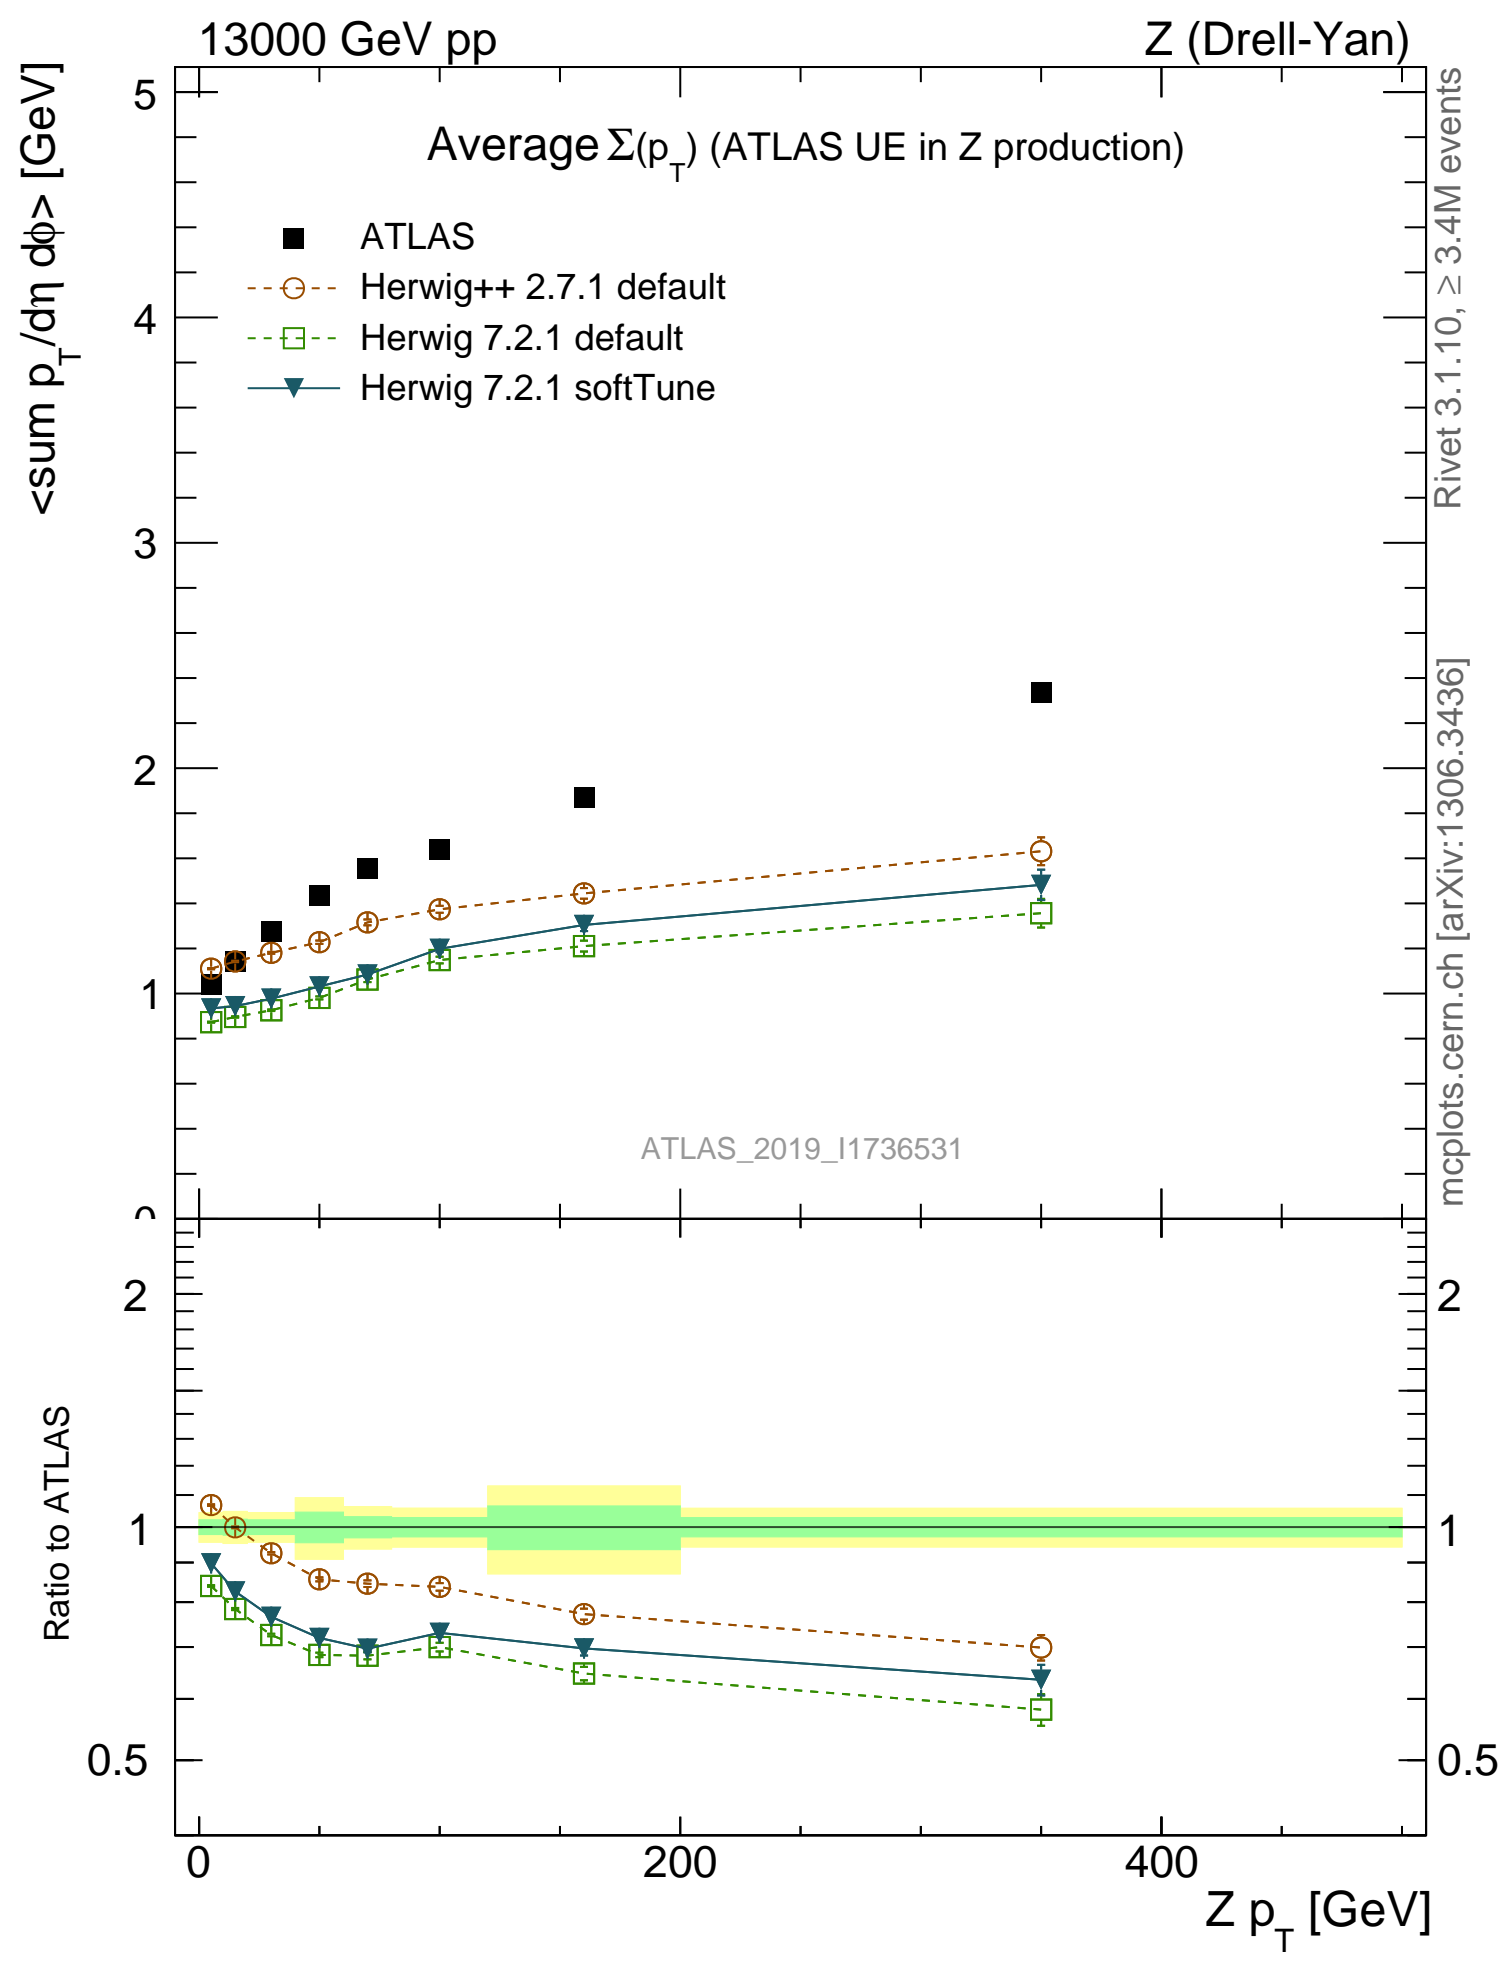 13000 GeV pp
Z (Drell-Yan)
<sum p_T/dη dϕ> [GeV]
Average Σ(p_T) (ATLAS UE in Z production)
ATLAS
Herwig++ 2.7.1 default
Herwig 7.2.1 default
Herwig 7.2.1 softTune
5
4
3
2
1
0
ATLAS_2019_I1736531
Rivet 3.1.10, ≥ 3.4M events
mcplots.cern.ch [arXiv:1306.3436]
Ratio to ATLAS
2
1
0.5
2
1
0.5
0
200
400
Z p_T [GeV]